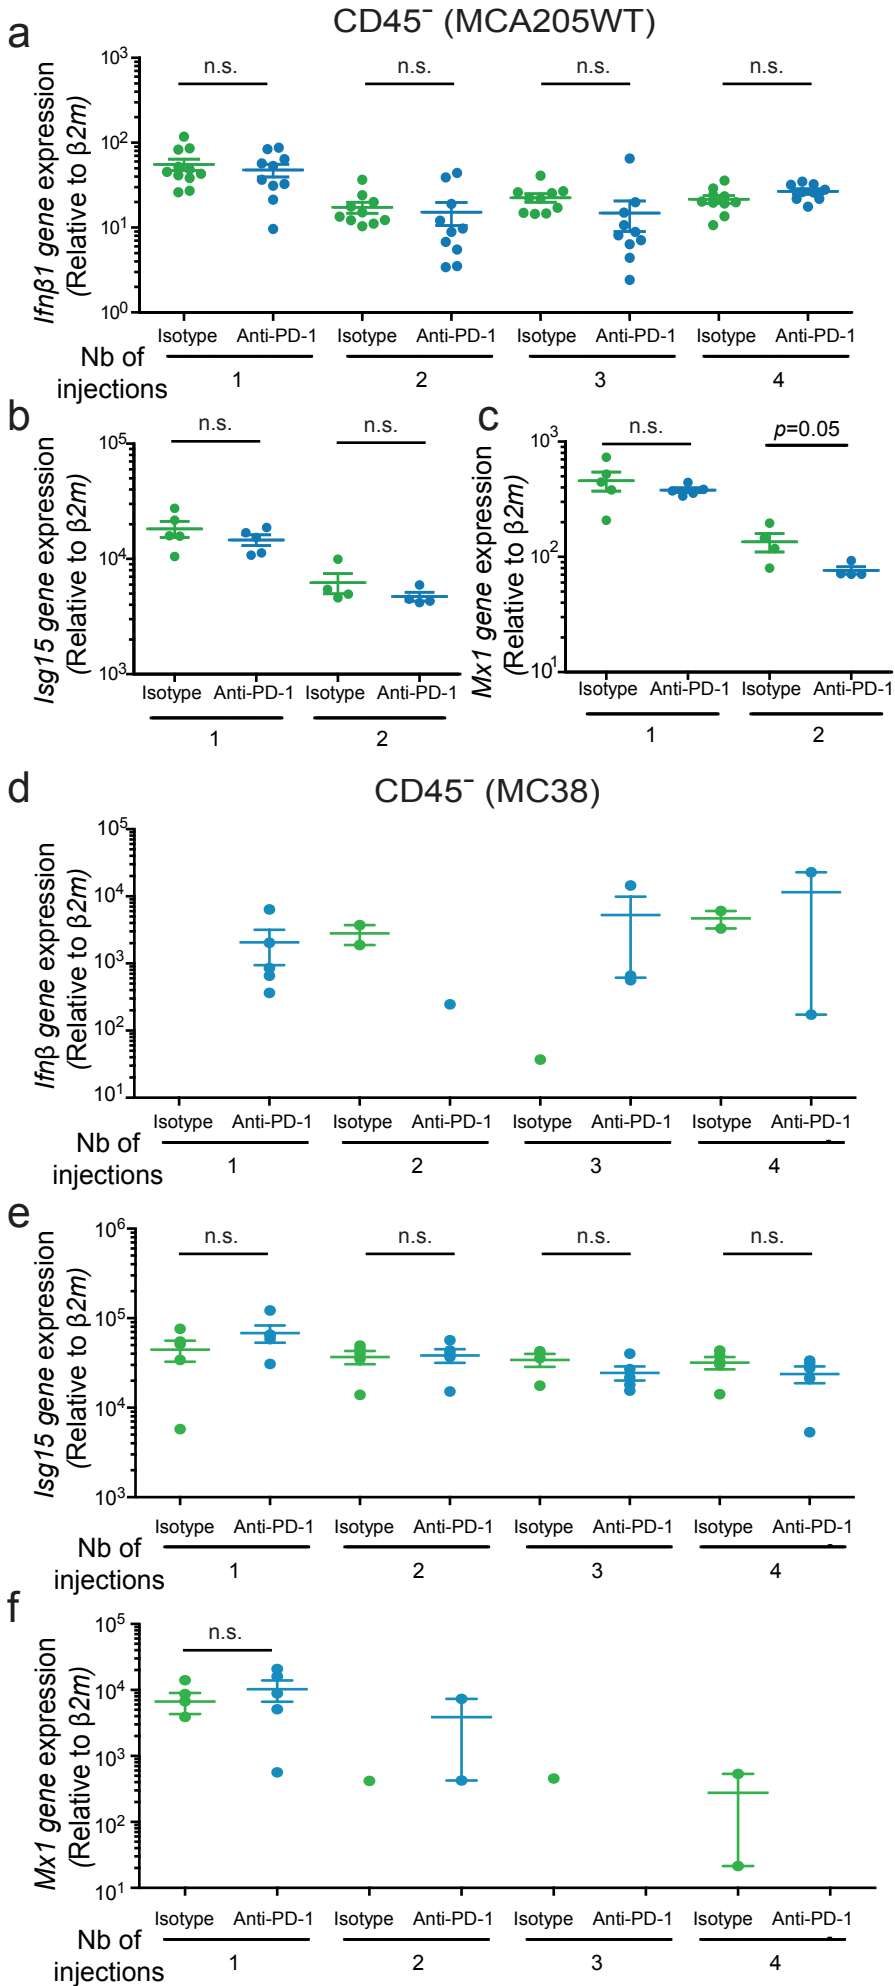 CD45⁻ (MCA205WT)
a
Ifnβ1 gene expression
(Relative to β2m)
10³
10²
10¹
10⁰
n.s. n.s. n.s. n.s.
Isotype Anti-PD-1 Isotype Anti-PD-1 Isotype Anti-PD-1 Isotype Anti-PD-1
Nb of
injections
1 2 3 4
b
Isg15 gene expression
(Relative to β2m)
10⁵
10⁴
10³
n.s. n.s.
Isotype Anti-PD-1 Isotype Anti-PD-1
1 2
c
Mx1 gene expression
(Relative to β2m)
10³
10²
10¹
n.s. p=0.05
Isotype Anti-PD-1 Isotype Anti-PD-1
1 2
d
CD45⁻ (MC38)
Ifnβ gene expression
(Relative to β2m)
10⁵
10⁴
10³
10²
10¹
Isotype Anti-PD-1 Isotype Anti-PD-1 Isotype Anti-PD-1 Isotype Anti-PD-1
Nb of
injections
1 2 3 4
e
Isg15 gene expression
(Relative to β2m)
10⁶
10⁵
10⁴
10³
n.s. n.s. n.s. n.s.
Isotype Anti-PD-1 Isotype Anti-PD-1 Isotype Anti-PD-1 Isotype Anti-PD-1
Nb of
injections
1 2 3 4
f
Mx1 gene expression
(Relative to β2m)
10⁵
10⁴
10³
10²
10¹
n.s.
Isotype Anti-PD-1 Isotype Anti-PD-1 Isotype Anti-PD-1 Isotype Anti-PD-1
Nb of
injections
1 2 3 4